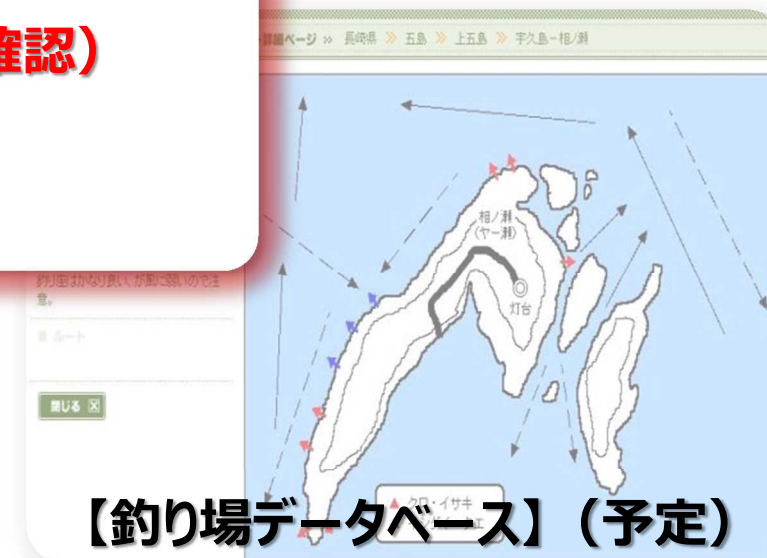 確認）
詳細ページ ≫ 長崎県 ≫ 五島 ≫ 上五島 ≫ 宇久島-相ノ瀬
相ノ瀬
(ヤー瀬)
灯台
釣り座はかなり良い、が風に弱いので注
意。
ルート
閉じる
クロ・イサキ
【釣り場データベース】（予定）